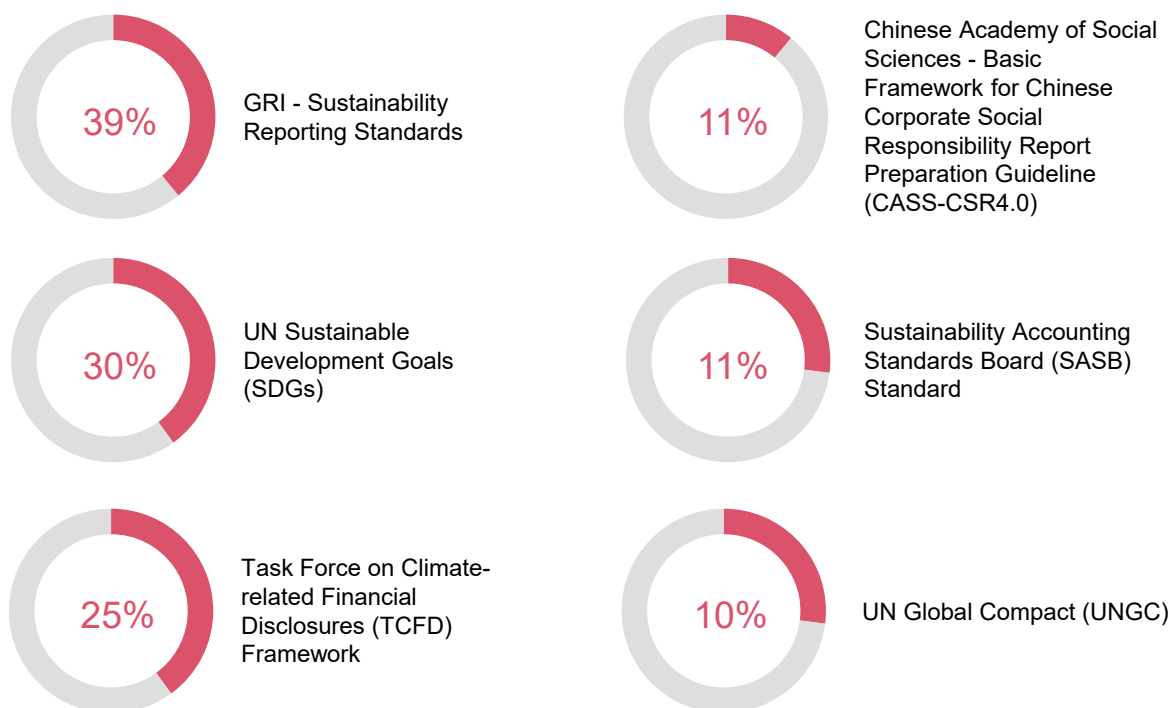 39%
GRI - Sustainability
Reporting Standards
11%
Chinese Academy of Social
Sciences - Basic
Framework for Chinese
Corporate Social
Responsibility Report
Preparation Guideline
(CASS-CSR4.0)
30%
UN Sustainable
Development Goals
(SDGs)
11%
Sustainability Accounting
Standards Board (SASB)
Standard
25%
Task Force on Climate-
related Financial
Disclosures (TCFD)
Framework
10%
UN Global Compact (UNGC)